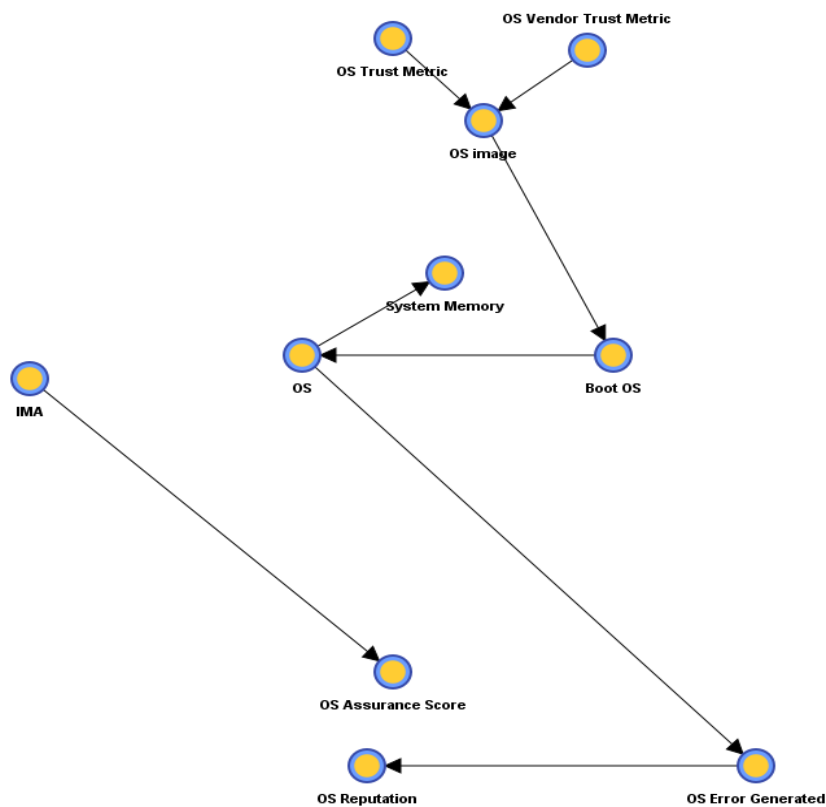 OS Vendor Trust Metric
OS Trust Metric
OS image
System Memory
OS
Boot OS
IMA
OS Assurance Score
OS Reputation
OS Error Generated